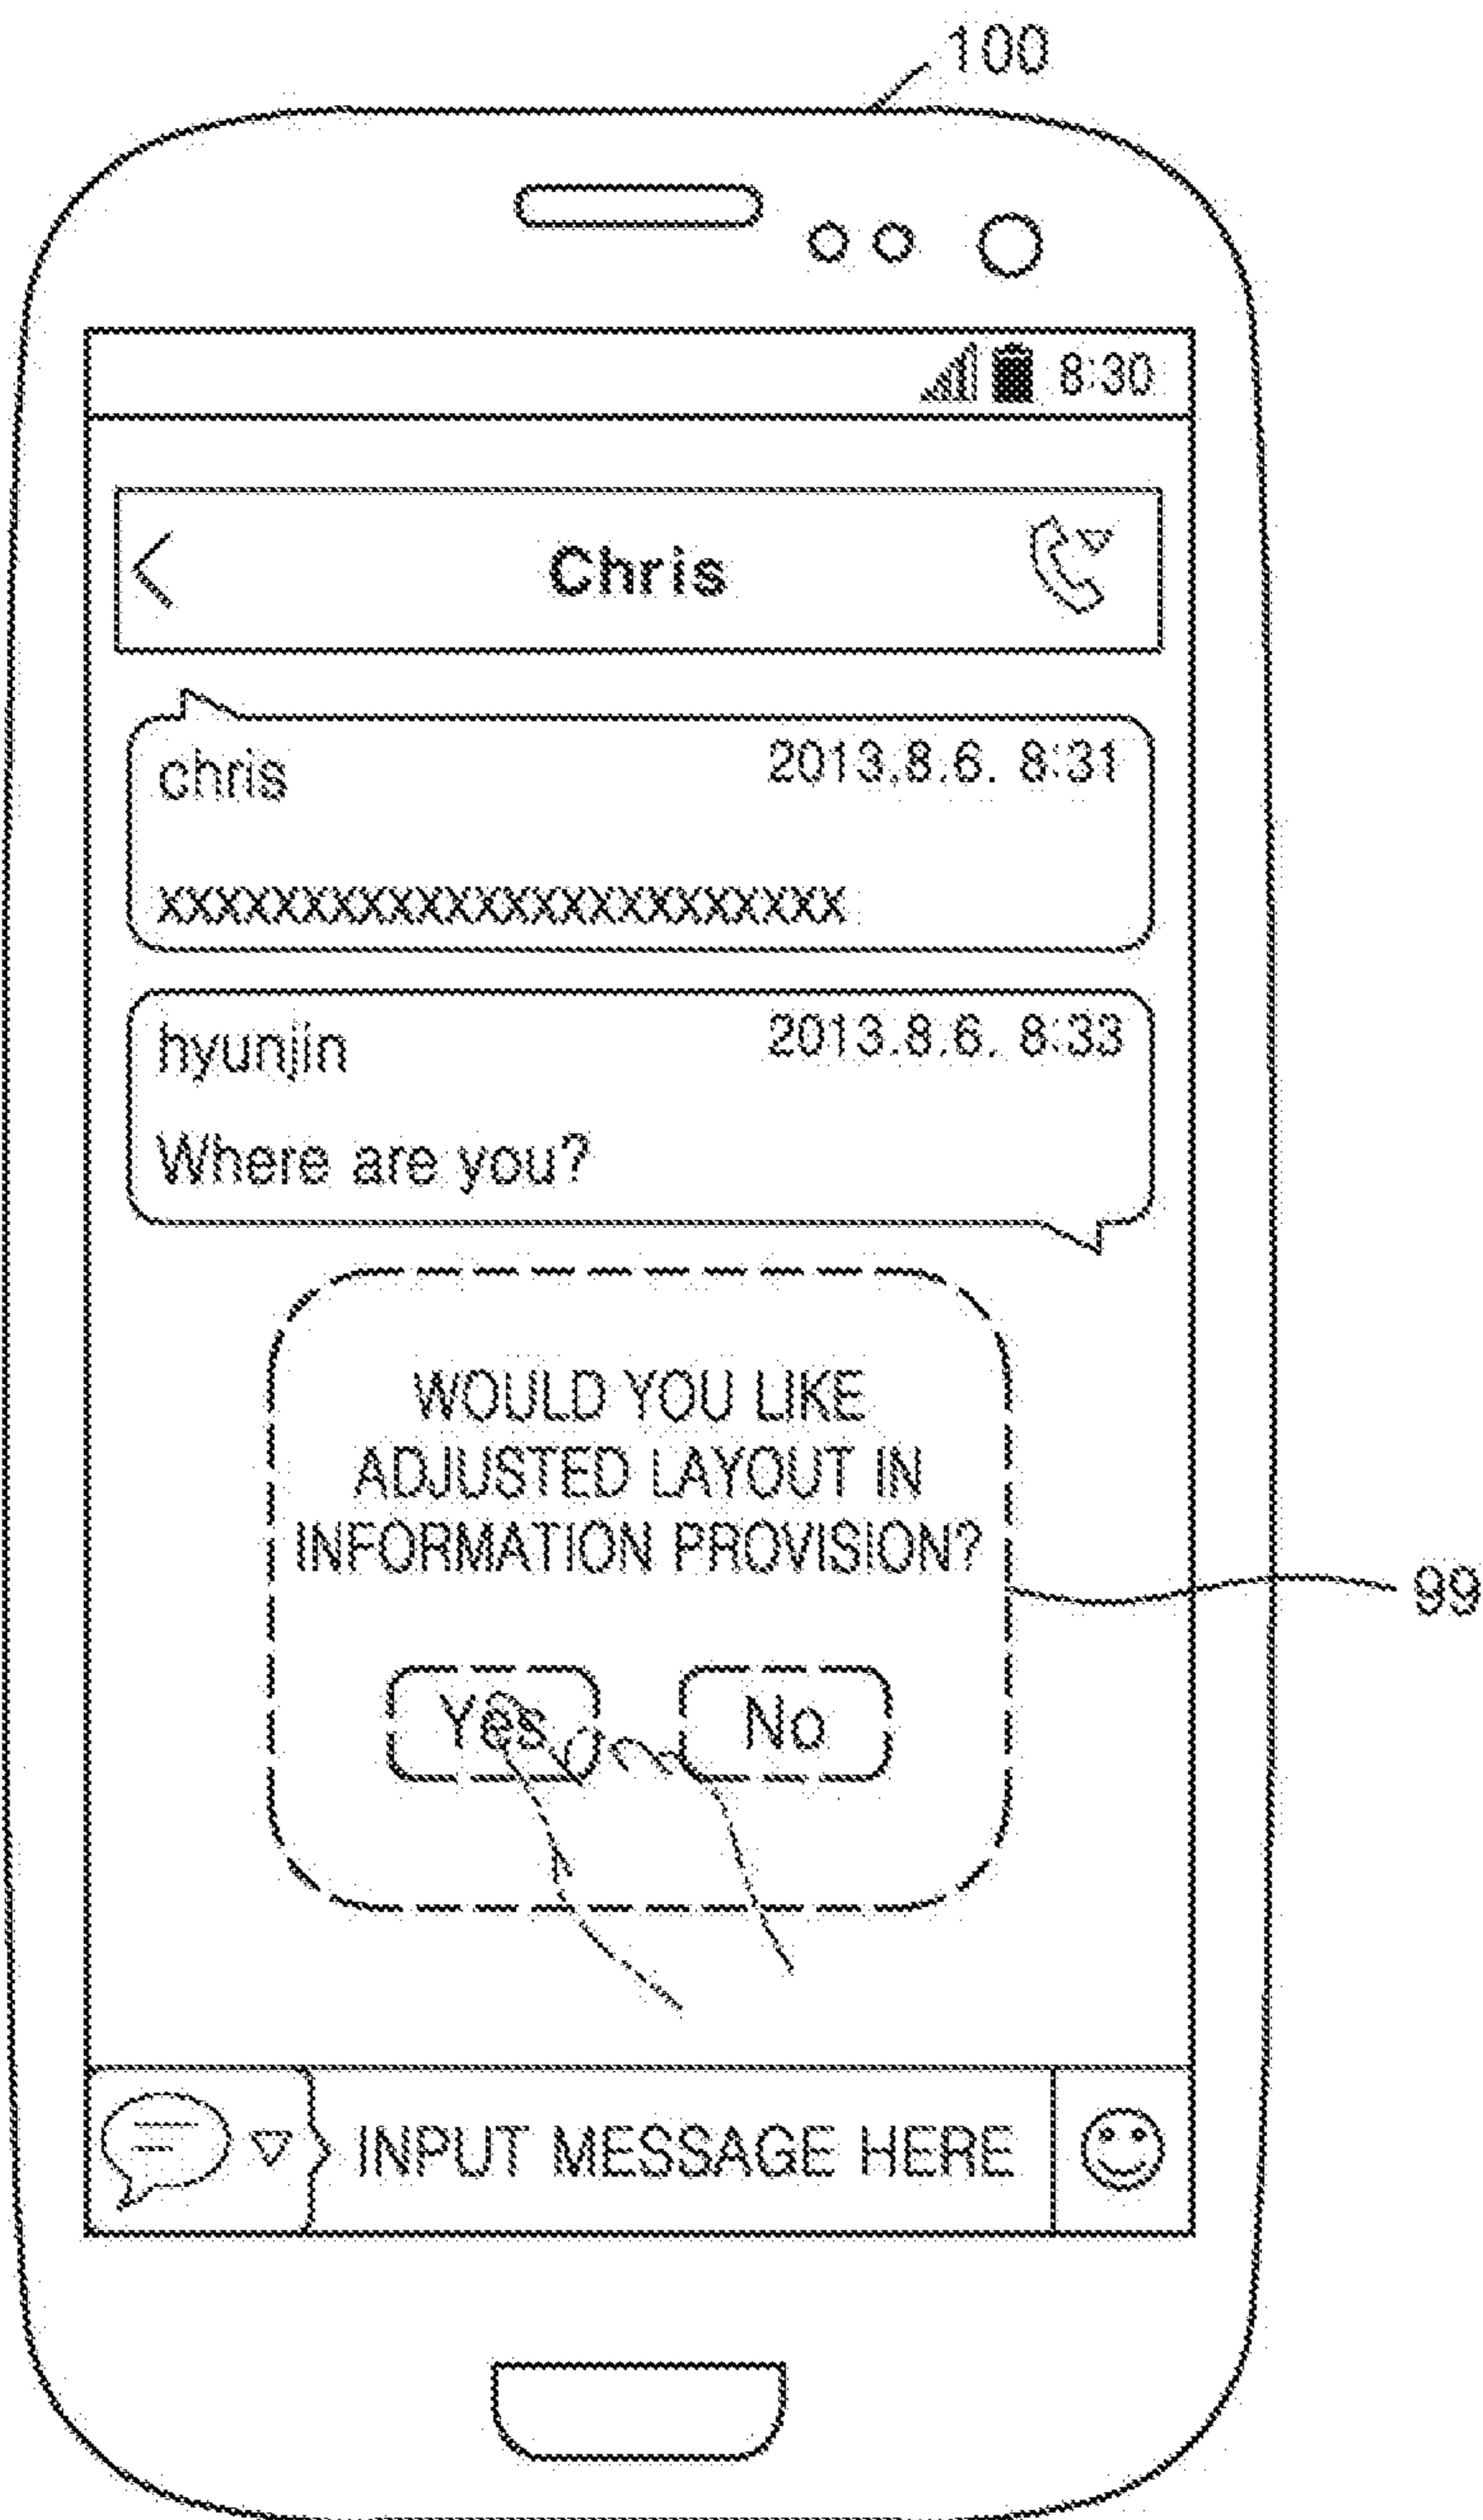 100
8:30
Chris
chris 2013.8.6. 8:31
xxxxxxxxxxxxxxxxxxxxxxxx
hyunjin 2013.8.6. 8:33
Where are you?
WOULD YOU LIKE
ADJUSTED LAYOUT IN
INFORMATION PROVISION?
99
Yes No
INPUT MESSAGE HERE